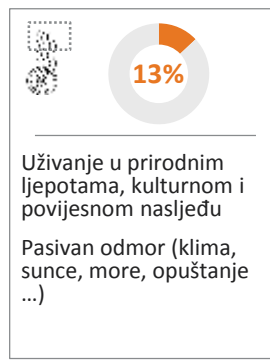 13%
Uživanje u prirodnim
ljepotama, kulturnom i
povijesnom nasljeđu
Pasivan odmor (klima,
sunce, more, opuštanje
...)